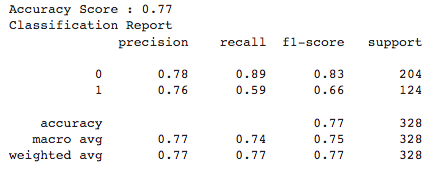 Accuracy Score : 0.77
Classification Report
precision recall f1-score support
0 0.78 0.89 0.83 204
1 0.76 0.59 0.66 124
accuracy 0.77 328
macro avg 0.77 0.74 0.75 328
weighted avg 0.77 0.77 0.77 328